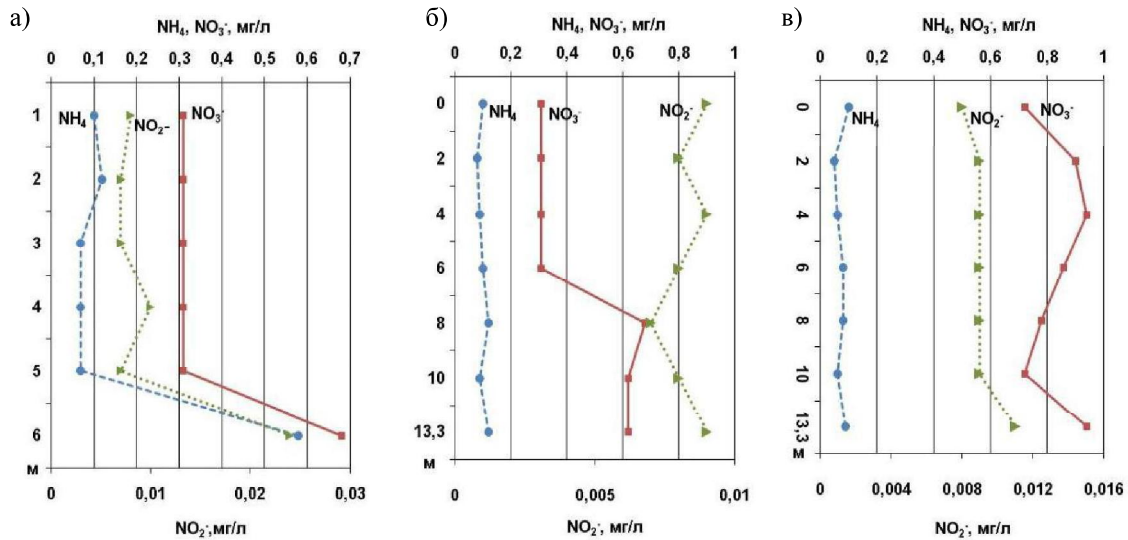 а)
NH4, NO3-, мг/л
0 0,1 0,2 0,3 0,4 0,5 0,6 0,7
NH4 NO2- NO3-
1
2
3
4
5
6
м
0 0,01 0,02 0,03
NO2-,мг/л
б)
NH4, NO3-, мг/л
0 0,2 0,4 0,6 0,8 1
NH4 NO3- NO2-
0
2
4
6
8
10
13,3
м
0 0,005 0,01
NO2-, мг/л
в)
NH4, NO3-, мг/л
0 0,2 0,4 0,6 0,8 1
NH4 NO2- NO3-
0
2
4
6
8
10
13,3
м
0 0,004 0,008 0,012 0,016
NO2-, мг/л